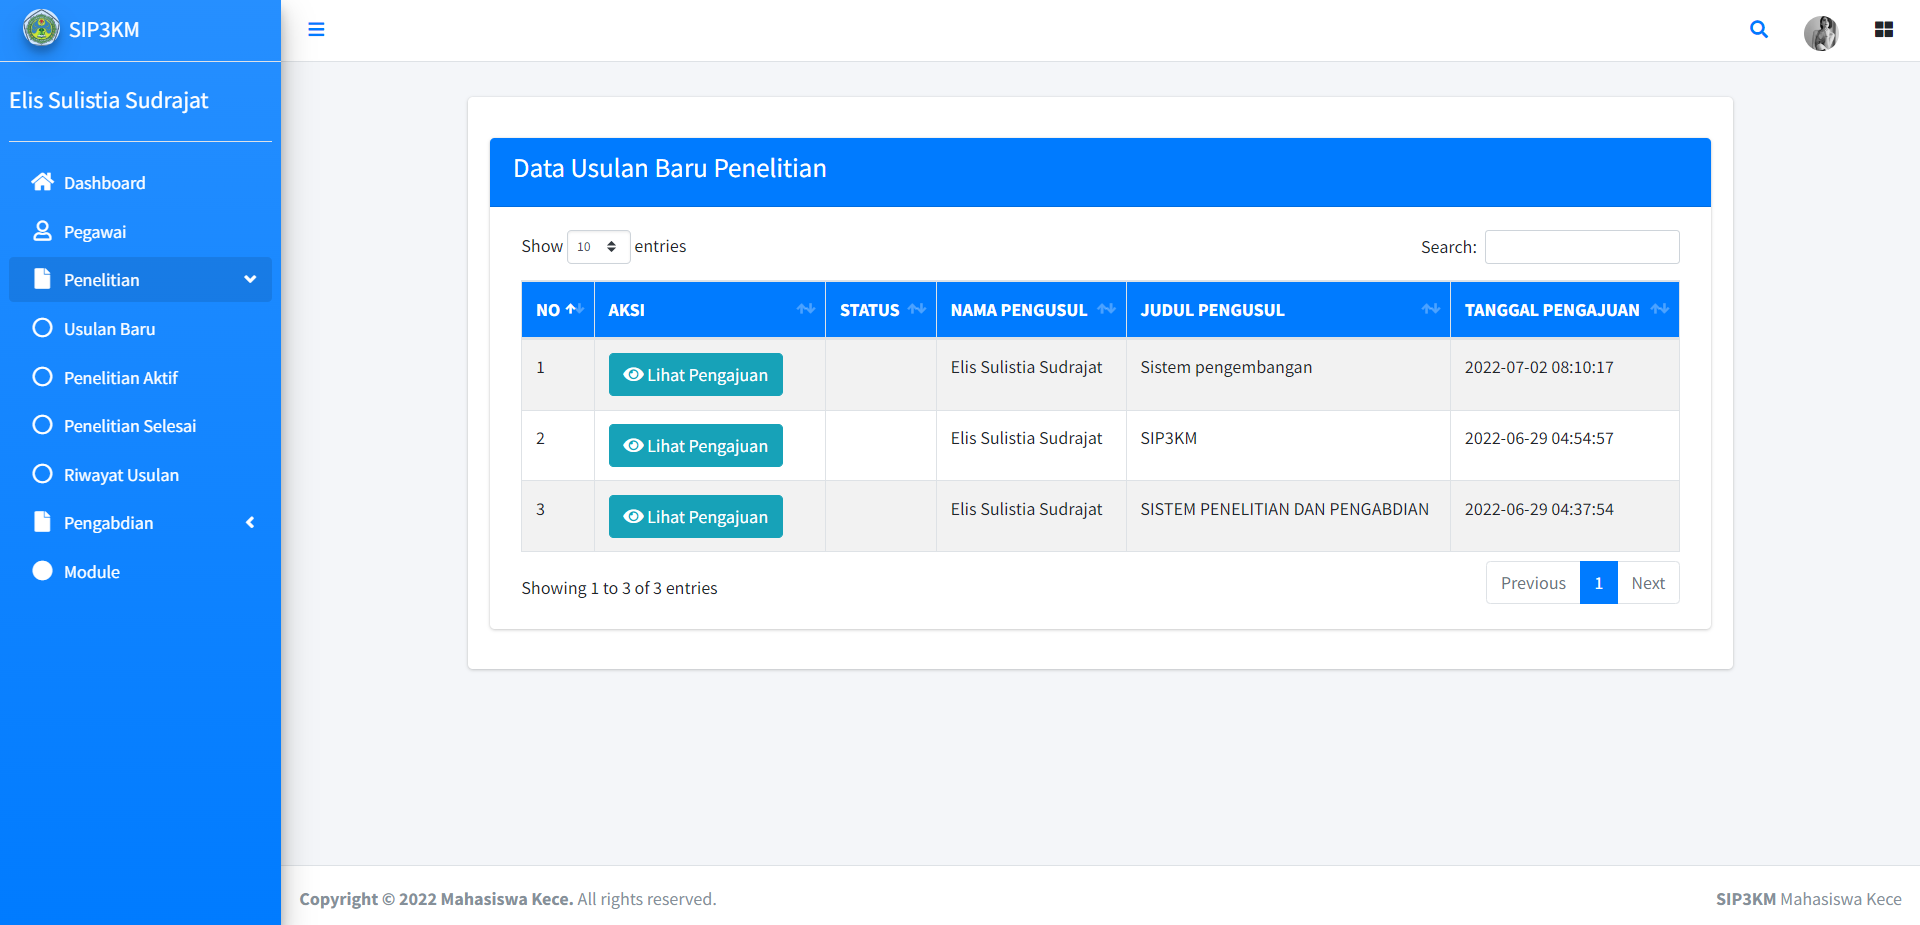 SIP3KM
Elis Sulistia Sudrajat
Dashboard
Pegawai
Penelitian
Usulan Baru
Penelitian Aktif
Penelitian Selesai
Riwayat Usulan
Pengabdian
Module
Data Usulan Baru Penelitian
Show 10 entries Search:
NO AKSI STATUS NAMA PENGUSUL JUDUL PENGUSUL TANGGAL PENGAJUAN
1 Lihat Pengajuan Elis Sulistia Sudrajat Sistem pengembangan 2022-07-02 08:10:17
2 Lihat Pengajuan Elis Sulistia Sudrajat SIP3KM 2022-06-29 04:54:57
3 Lihat Pengajuan Elis Sulistia Sudrajat SISTEM PENELITIAN DAN PENGABDIAN 2022-06-29 04:37:54
Showing 1 to 3 of 3 entries Previous 1 Next
Copyright © 2022 Mahasiswa Kece. All rights reserved. SIP3KM Mahasiswa Kece